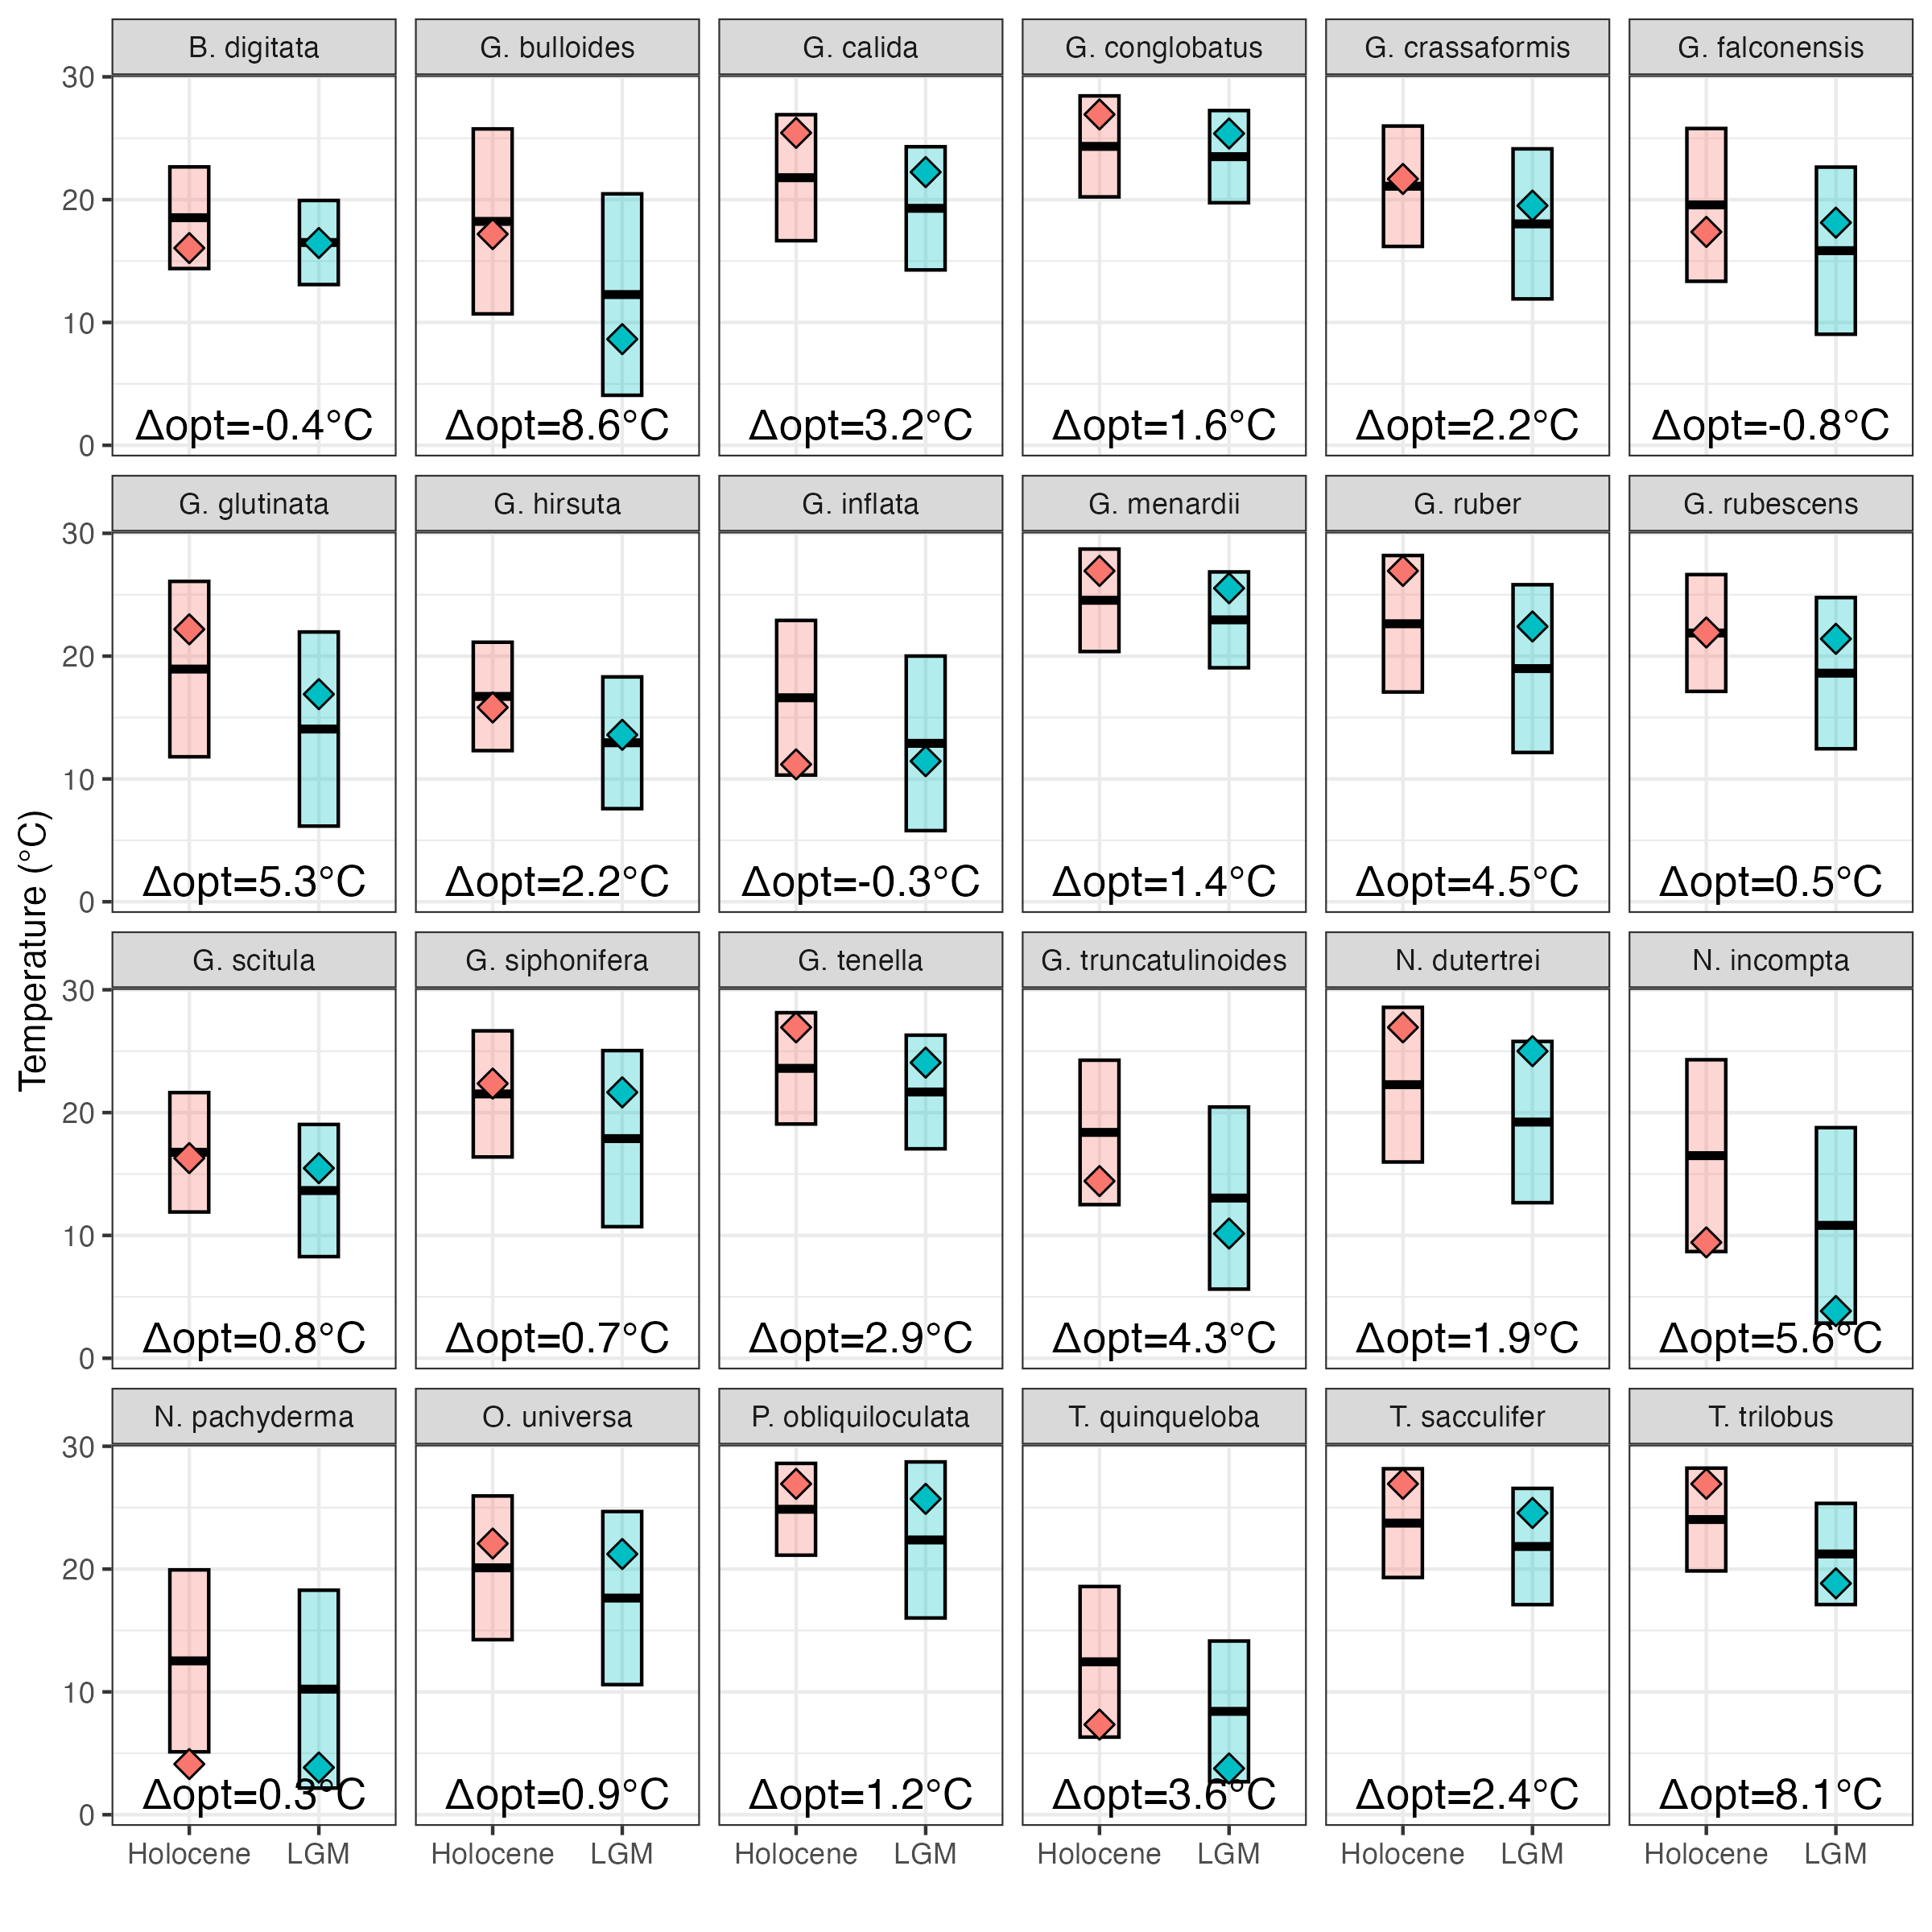 B. digitata G. bulloides G. calida G. conglobatus G. crassaformis G. falconensis
30
20
10
0
Δopt=-0.4°C Δopt=8.6°C Δopt=3.2°C Δopt=1.6°C Δopt=2.2°C Δopt=-0.8°C
G. glutinata G. hirsuta G. inflata G. menardii G. ruber G. rubescens
30
20
10
0
Δopt=5.3°C Δopt=2.2°C Δopt=-0.3°C Δopt=1.4°C Δopt=4.5°C Δopt=0.5°C
Temperature (°C)
G. scitula G. siphonifera G. tenella G. truncatulinoides N. dutertrei N. incompta
30
20
10
0
Δopt=0.8°C Δopt=0.7°C Δopt=2.9°C Δopt=4.3°C Δopt=1.9°C Δopt=5.6°C
N. pachyderma O. universa P. obliquiloculata T. quinqueloba T. sacculifer T. trilobus
30
20
10
0
Δopt=0.3°C Δopt=0.9°C Δopt=1.2°C Δopt=3.6°C Δopt=2.4°C Δopt=8.1°C
Holocene LGM Holocene LGM Holocene LGM Holocene LGM Holocene LGM Holocene LGM